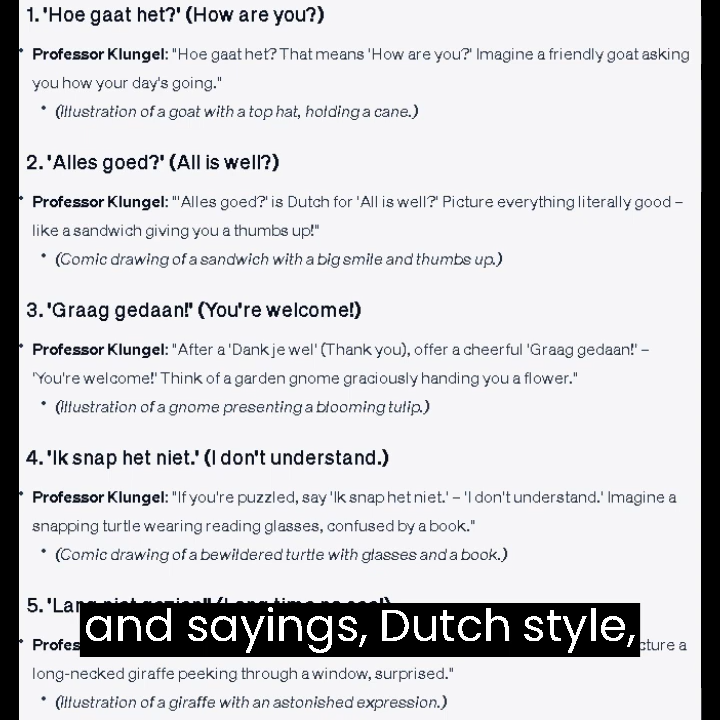 1. 'Hoe gaat het?' (How are you?)
Professor Klungel: "Hoe gaat het? That means 'How are you?' Imagine a friendly goat asking
you how your day's going."
(Illustration of a goat with a top hat, holding a cane.)
2. 'Alles goed?' (All is well?)
Professor Klungel: "'Alles goed?' is Dutch for 'All is well?' Picture everything literally good –
like a sandwich giving you a thumbs up!"
(Comic drawing of a sandwich with a big smile and thumbs up.)
3. 'Graag gedaan!' (You're welcome!)
Professor Klungel: "After a 'Dank je wel' (Thank you), offer a cheerful 'Graag gedaan!' –
'You're welcome!' Think of a garden gnome graciously handing you a flower."
(Illustration of a gnome presenting a blooming tulip.)
4. 'Ik snap het niet.' (I don't understand.)
Professor Klungel: "If you're puzzled, say 'Ik snap het niet.' – 'I don't understand.' Imagine a
snapping turtle wearing reading glasses, confused by a book."
(Comic drawing of a bewildered turtle with glasses and a book.)
5.
and sayings, Dutch style,
a
long-necked giraffe peeking through a window, surprised."
(Illustration of a giraffe with an astonished expression.)